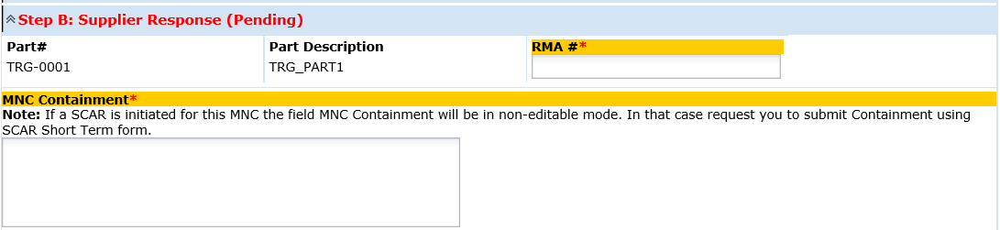 Step B: Supplier Response (Pending)
Part# Part Description RMA #*
TRG-0001 TRG_PART1
MNC Containment*
Note: If a SCAR is initiated for this MNC the field MNC Containment will be in non-editable mode. In that case request you to submit Containment using
SCAR Short Term form.